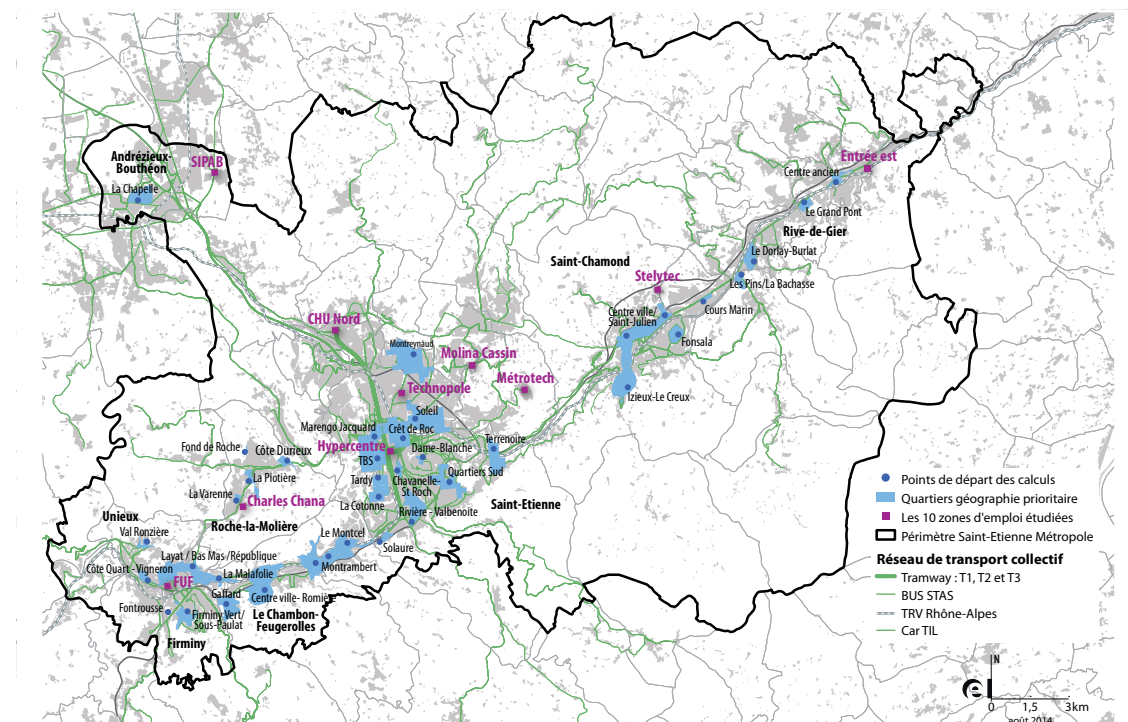 Andrézieux-
Bouthéon
SIPAB
La Chapelle
Entrée est
Centre ancien
Le Grand Pont
Rive-de-Gier
Le Dorlay-Burlat
Saint-Chamond
Stelytec
Les Pins/La Bachasse
Cours Marin
Centre ville/
Saint-Julien
Fonsala
Izieux-Le Creux
CHU Nord
Montreynaud
Molina Cassin
Métrotech
Technopole
Soleil
Marengo Jacquard
Crêt de Roc
Hypercentre
Dame-Blanche
Terrenoire
TBS
Fond de Roche
Côte Durieux
La Piotière
Tardy
Chavanelle-
St Roch
Quartiers Sud
La Varenne
Charles Chana
La Cotonne
Saint-Etienne
Rivière - Valbenoite
Roche-la-Molière
Unieux
Val Ronzière
Le Montcel
Solaure
Layat / Bas Mas /République
Montrambert
Côte Quart - Vigneron
FUF
La Malafolie
Gaffard
Centre ville- Romière
Fontrousse
Firminy Vert/
Sous-Paulat
Le Chambon-
Feugerolles
Firminy
Points de départ des calculs
Quartiers géographie prioritaire
Les 10 zones d'emploi étudiées
Périmètre Saint-Etienne Métropole
Réseau de transport collectif
Tramway : T1, T2 et T3
BUS STAS
TRV Rhône-Alpes
Car TIL
N
0 1,5 3km
août 2014